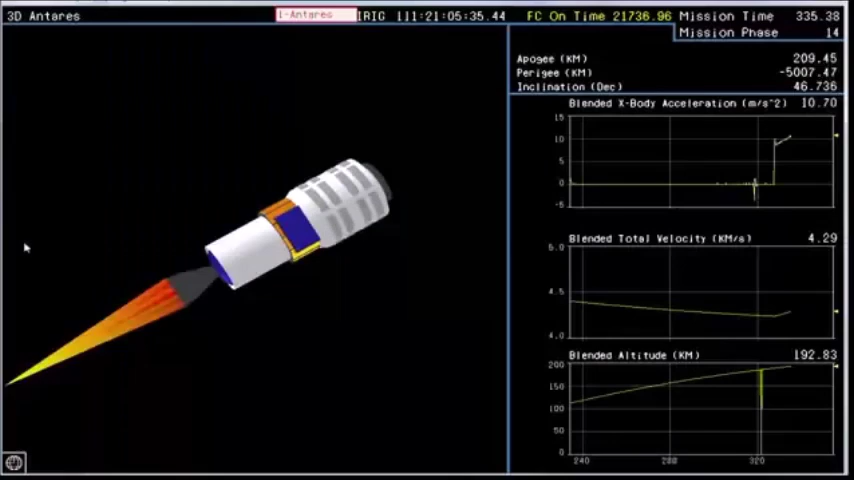 3D Antares
1-Antares
IRIG 111:21:05:35.44
FC On Time 21736.96
Mission Time 335.38
Mission Phase 14
Apogee (KM) 209.45
Perigee (KM) -5007.47
Inclination (Dec) 46.736
Blended X-Body Acceleration (m/s^2) 10.70
15
10
5
0
-5
Blended Total Velocity (KM/s) 4.29
5.0
4.5
4.0
Blended Altitude (KM) 192.83
200
150
100
50
0
240 280 320